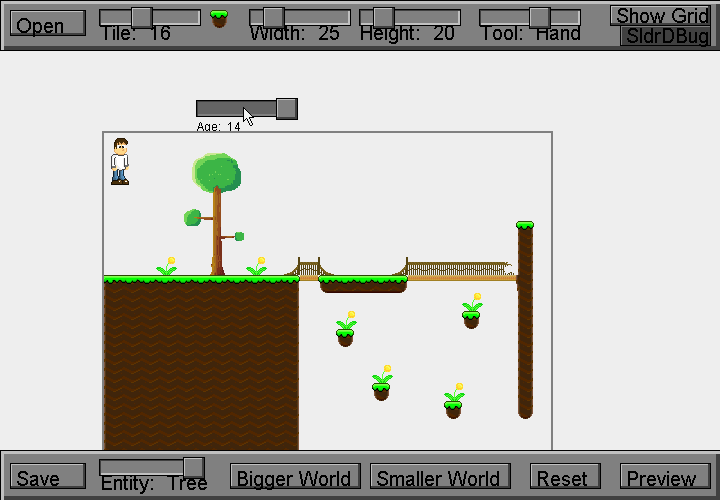 Open
Tile: 16
Width: 25
Height: 20
Tool: Hand
Show Grid
SldrDBug
Age: 14
Save
Entity: Tree
Bigger World
Smaller World
Reset
Preview